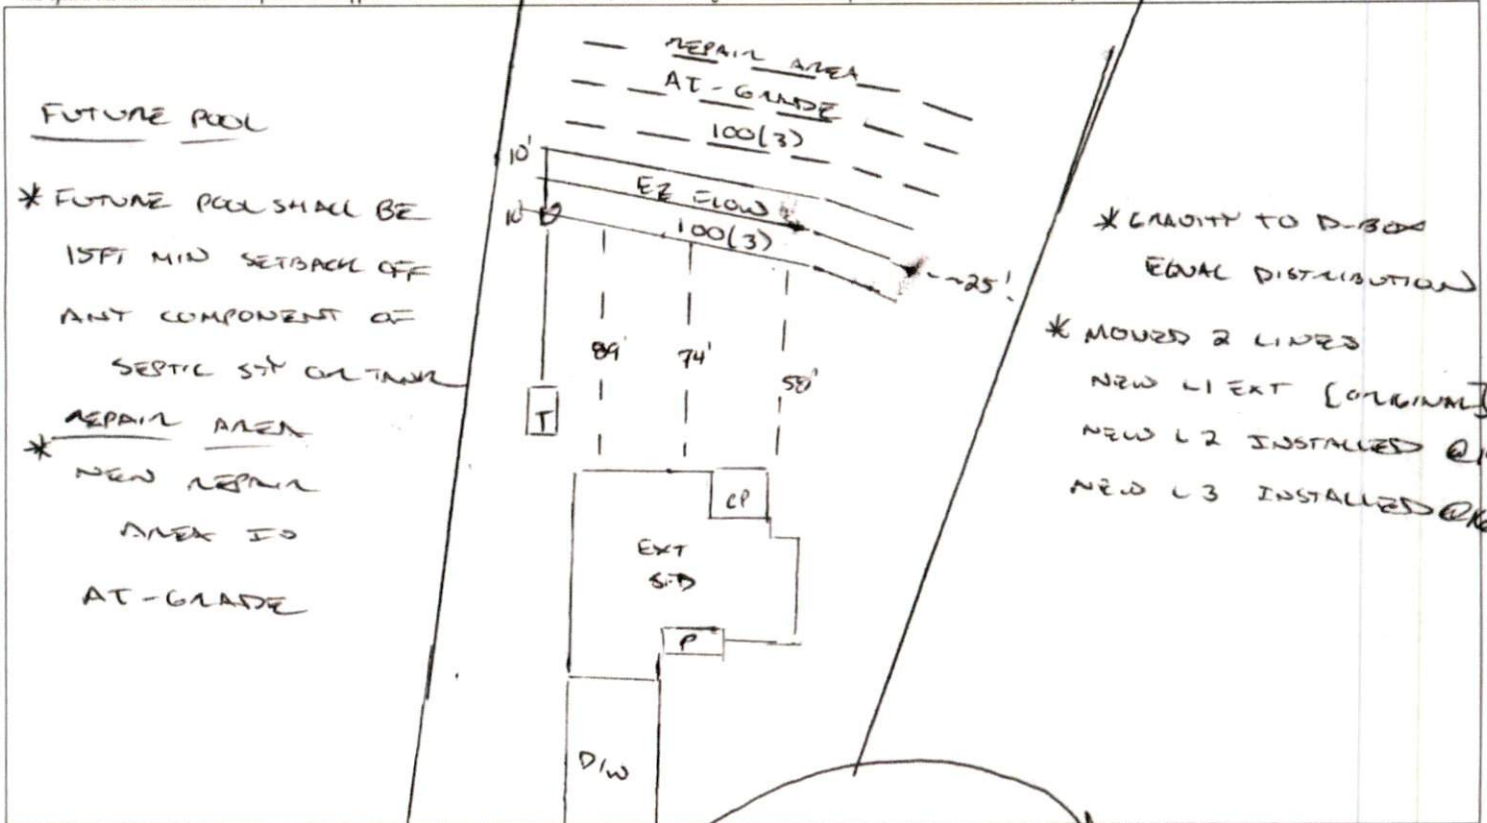 FUTURE POOL
* FUTURE POOL SHALL BE
15FT MIN SETBACK OFF
ANY COMPONENT OF
SEPTIC SYS OR TANK
REPAIR AREA
* NEW REPAIR
AREA IS
AT-GRADE
REPAIR AREA
AT-GRADE
100(3)
10'
EZ FLOW
10'
100(3)
~25'
89'
74'
58'
T
CP
EXT
SFD
P
D/W
* GRAVITY TO D-BOX
EQUAL DISTRIBUTION
* MOVED 2 LINES
NEW L1 EXT [ORIGINAL]
NEW L2 INSTALLED @
NEW L3 INSTALLED @